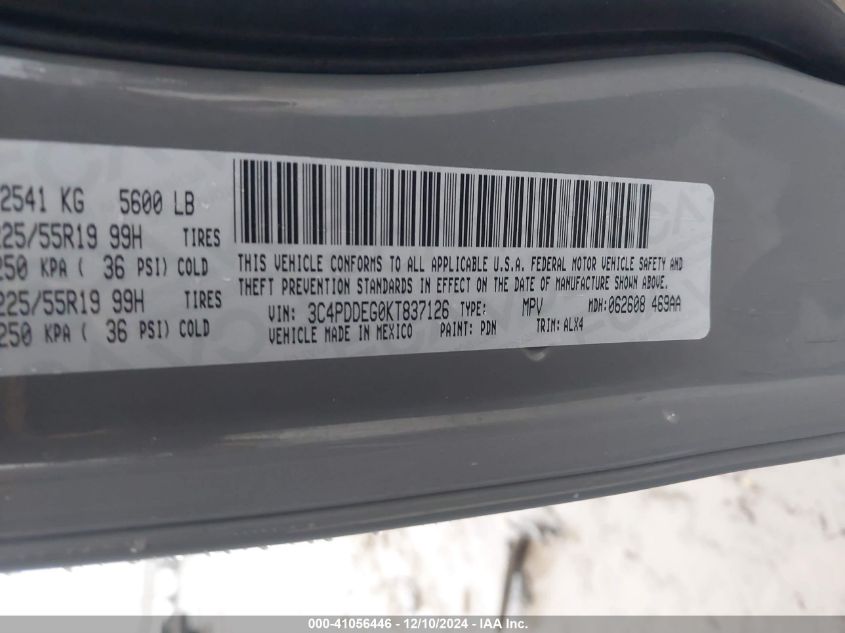 2541 KG 5600 LB
225/55R19 99H TIRES
250 KPA ( 36 PSI) COLD
225/55R19 99H TIRES
250 KPA ( 36 PSI) COLD
THIS VEHICLE CONFORMS TO ALL APPLICABLE U.S.A. FEDERAL MOTOR VEHICLE SAFETY AND
THEFT PREVENTION STANDARDS IN EFFECT ON THE DATE OF MANUFACTURE SHOWN ABOVE.
VIN: 3C4PDDEG0KT837126 TYPE: MPV MDH:062608 469AA
VEHICLE MADE IN MEXICO PAINT: PDN TRIM: ALX4
000-41056446 - 12/10/2024 - IAA Inc.